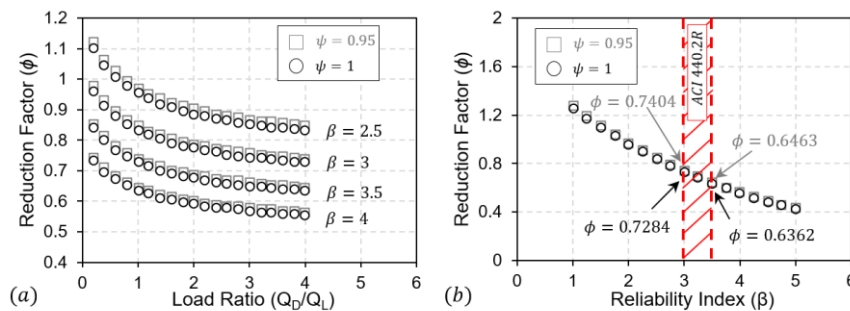 1.2
1.1
1
0.9
0.8
0.7
0.6
0.5
0.4
Reduction Factor (ϕ)
ψ = 0.95
ψ = 1
β = 2.5
β = 3
β = 3.5
β = 4
0 1 2 3 4 5 6
(a)
Load Ratio (Q_D/Q_L)
2
1.6
1.2
0.8
0.4
0
Reduction Factor (ϕ)
ψ = 0.95
ψ = 1
ACI 440.2R
ϕ = 0.7404
ϕ = 0.6463
ϕ = 0.7284
ϕ = 0.6362
0 1 2 3 4 5 6
(b)
Reliability Index (β)